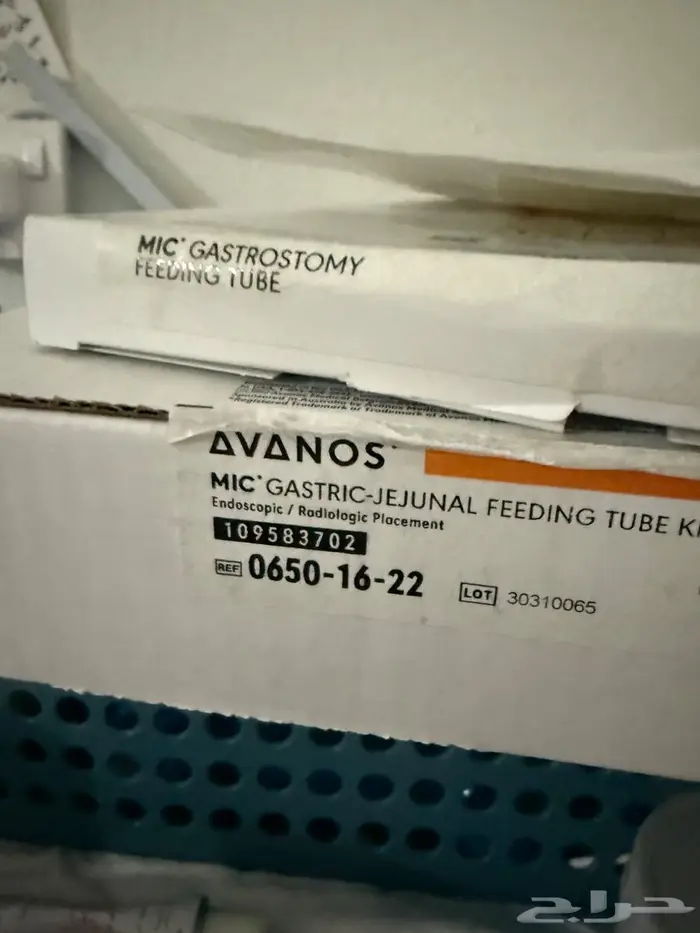 MIC* GASTROSTOMY
FEEDING TUBE
AVANOS*
MIC* GASTRIC-JEJUNAL FEEDING TUBE
Endoscopic / Radiologic Placement
109583702
REF 0650-16-22
LOT 30310065
حراج